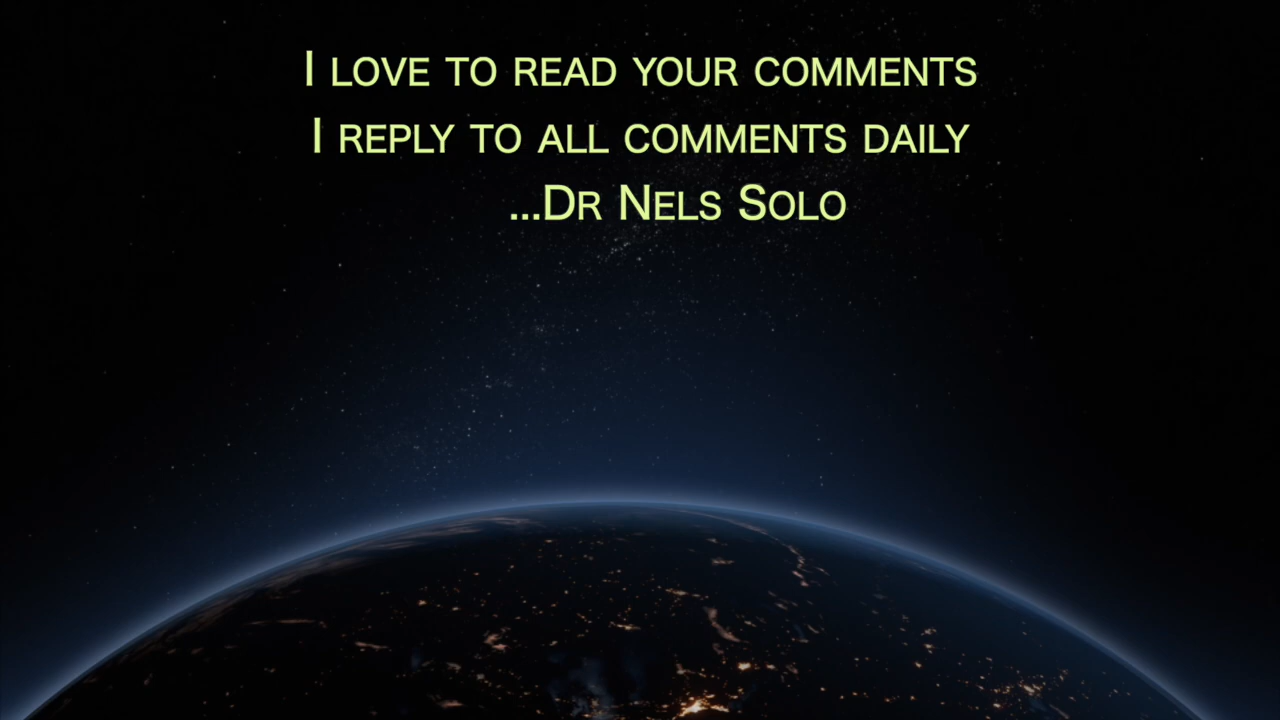 I LOVE TO READ YOUR COMMENTS
I REPLY TO ALL COMMENTS DAILY
...DR NELS SOLO